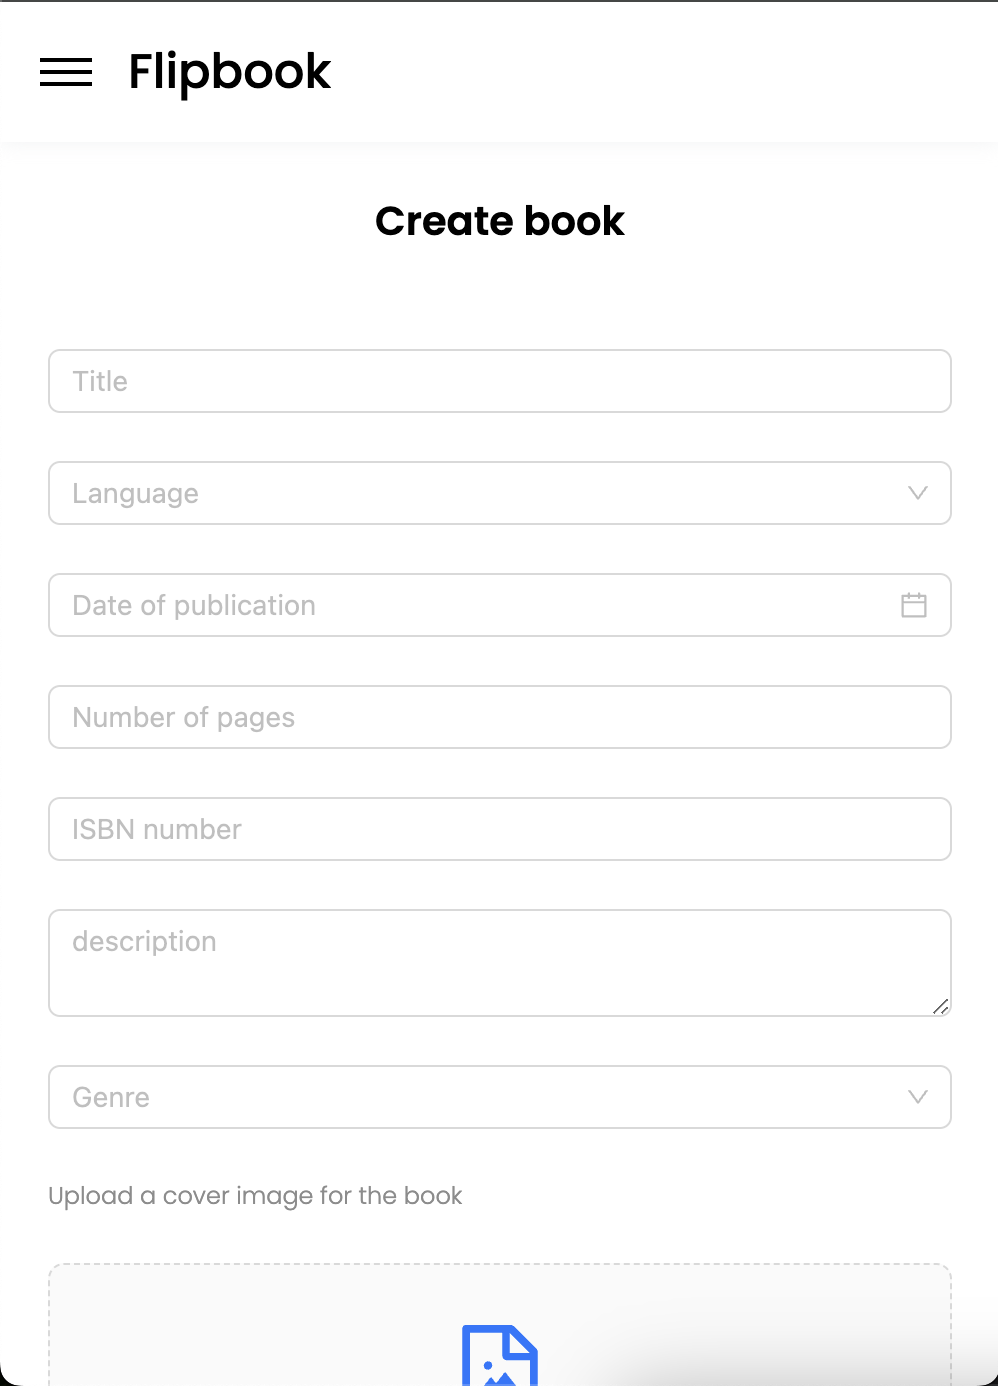 Flipbook
Create book
Title
Language
Date of publication
Number of pages
ISBN number
description
Genre
Upload a cover image for the book